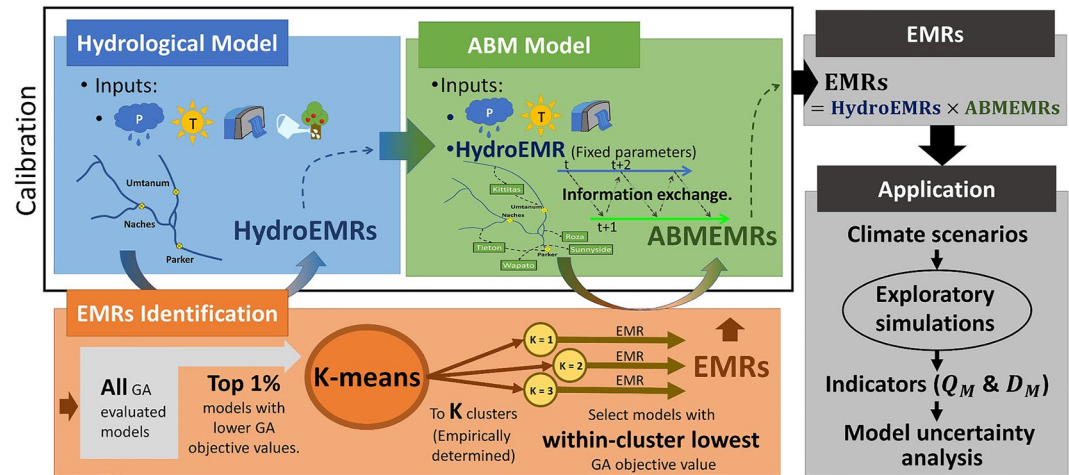 Calibration
Hydrological Model
• Inputs:
•
P
T
Umtanum
Naches
Parker
HydroEMRs
ABM Model
• Inputs:
•
P
T
• HydroEMR (Fixed parameters)
t
t+2
Information exchange.
t+1
Kittitas
Umtanum
Naches
Roza
Tieton
Sunnyside
Parker
Wapato
ABMEMRs
EMRs Identification
All GA
evaluated
models
Top 1%
models with
lower GA
objective values.
K-means
To K clusters
(Empirically
determined)
K = 1
EMR
K = 2
EMR
K = 3
EMR
EMRs
Select models with
within-cluster lowest
GA objective value
EMRs
EMRs
= HydroEMRs × ABMEMRs
Application
Climate scenarios
Exploratory
simulations
Indicators (Q_M & D_M)
Model uncertainty
analysis